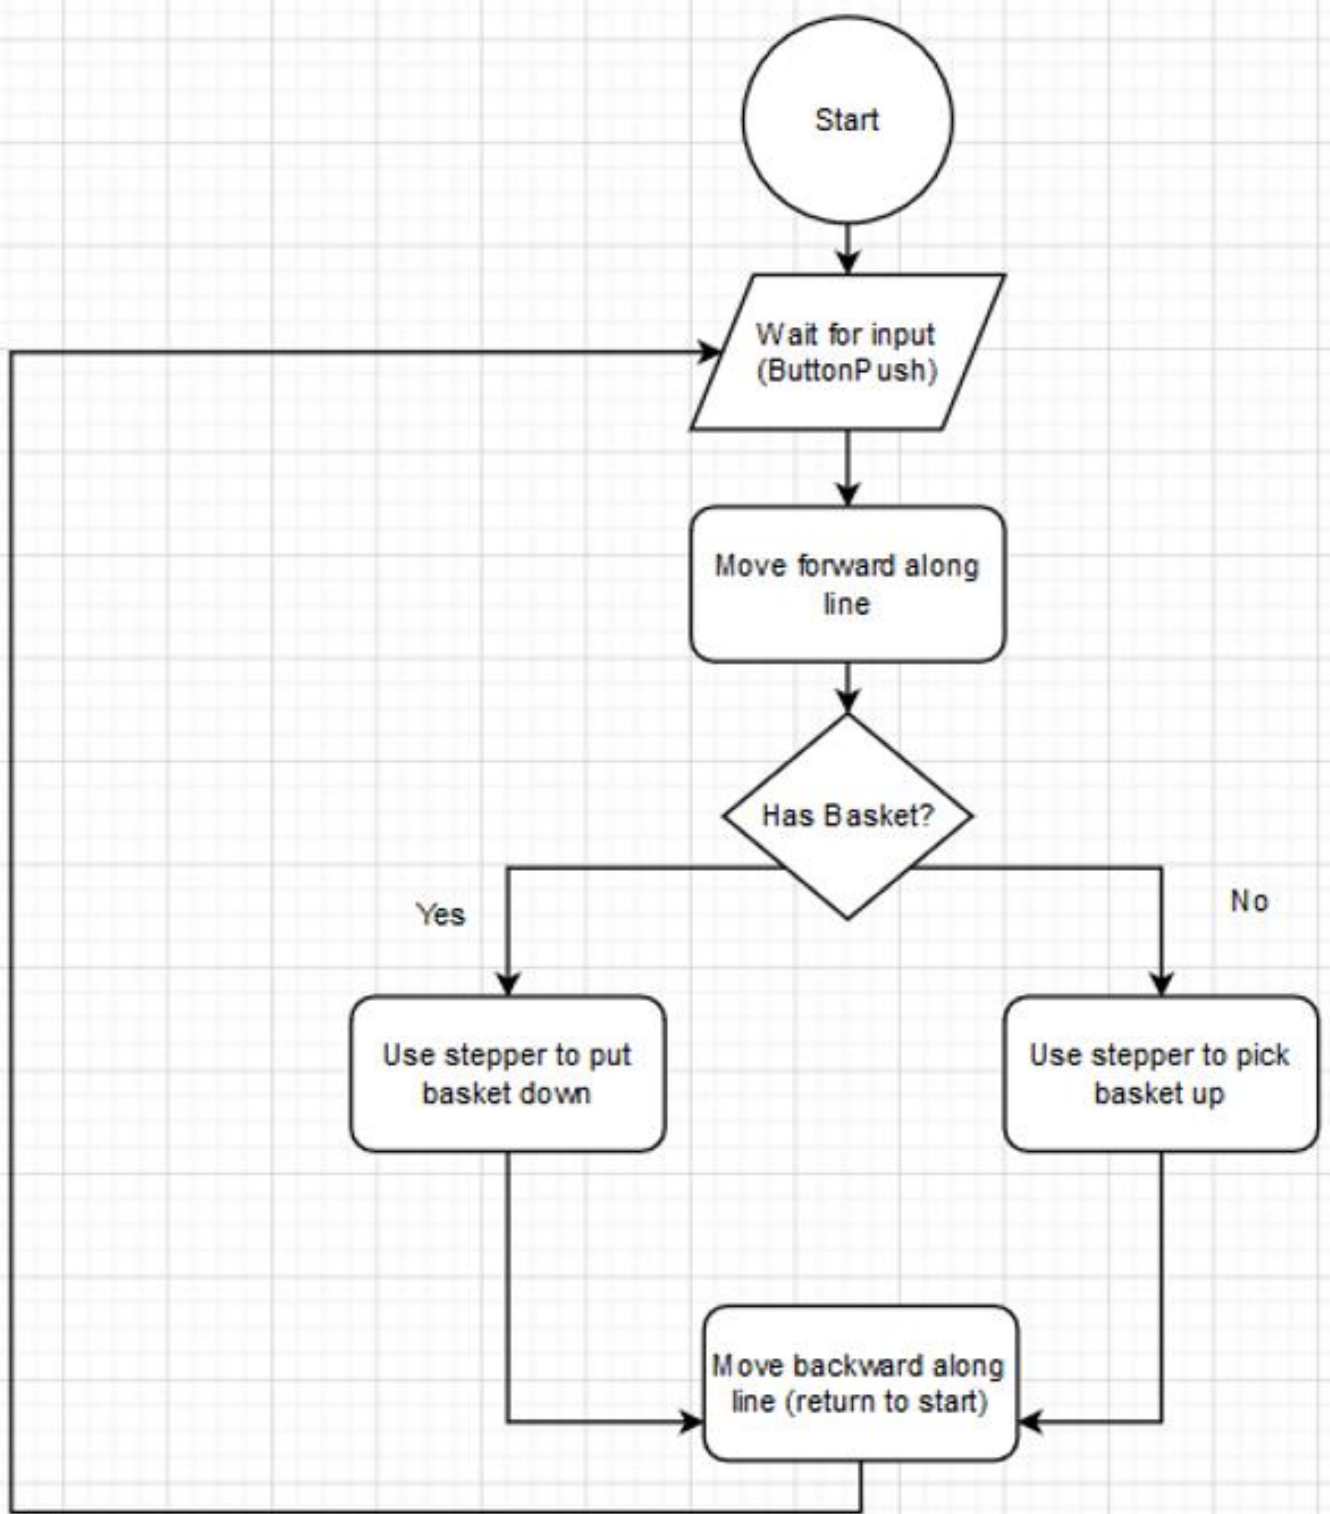 Start
Wait for input
(ButtonPush)
Move forward along
line
Has Basket?
Yes
No
Use stepper to put
basket down
Use stepper to pick
basket up
Move backward along
line (return to start)